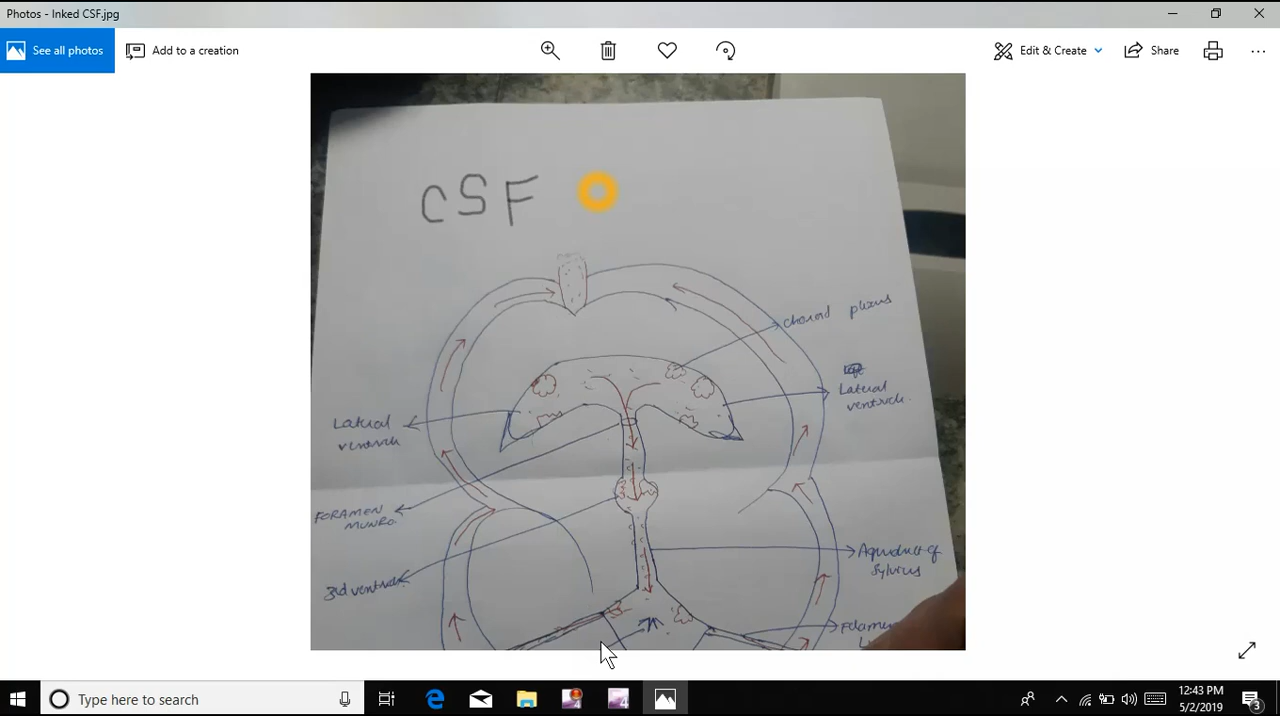 Photos - Inked CSF.jpg
See all photos
Add to a creation
Edit & Create
Share
CSF
choroid plexus
Lateral
ventricle.
Lateral
ventricle
FORAMEN
MUNRO.
3rd ventricle.
Aqueduct of
Sylvius
Type here to search
12:43 PM
5/2/2019
3